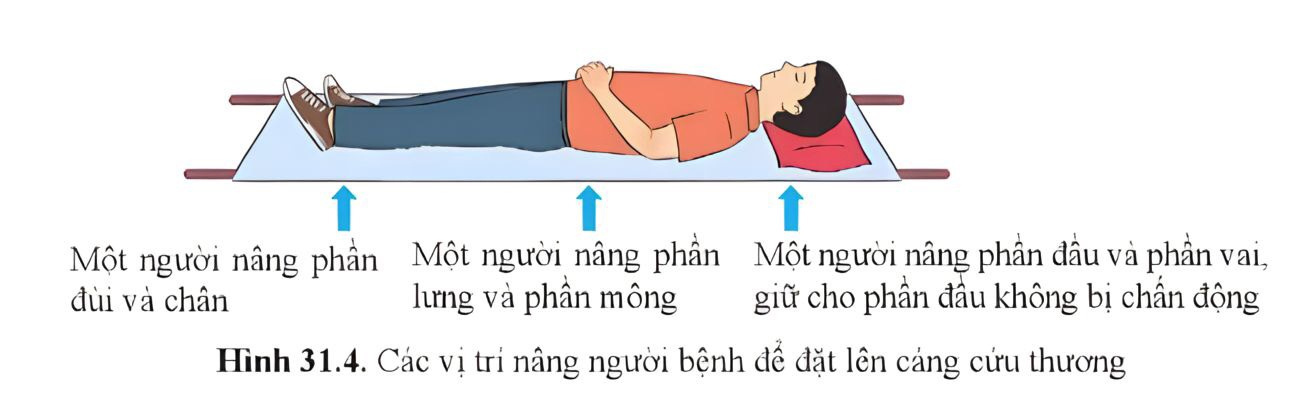 Một người nâng phần
đùi và chân
Một người nâng phần
lưng và phần mông
Một người nâng phần đầu và phần vai,
giữ cho phần đầu không bị chấn động
Hình 31.4. Các vị trí nâng người bệnh để đặt lên cáng cứu thương